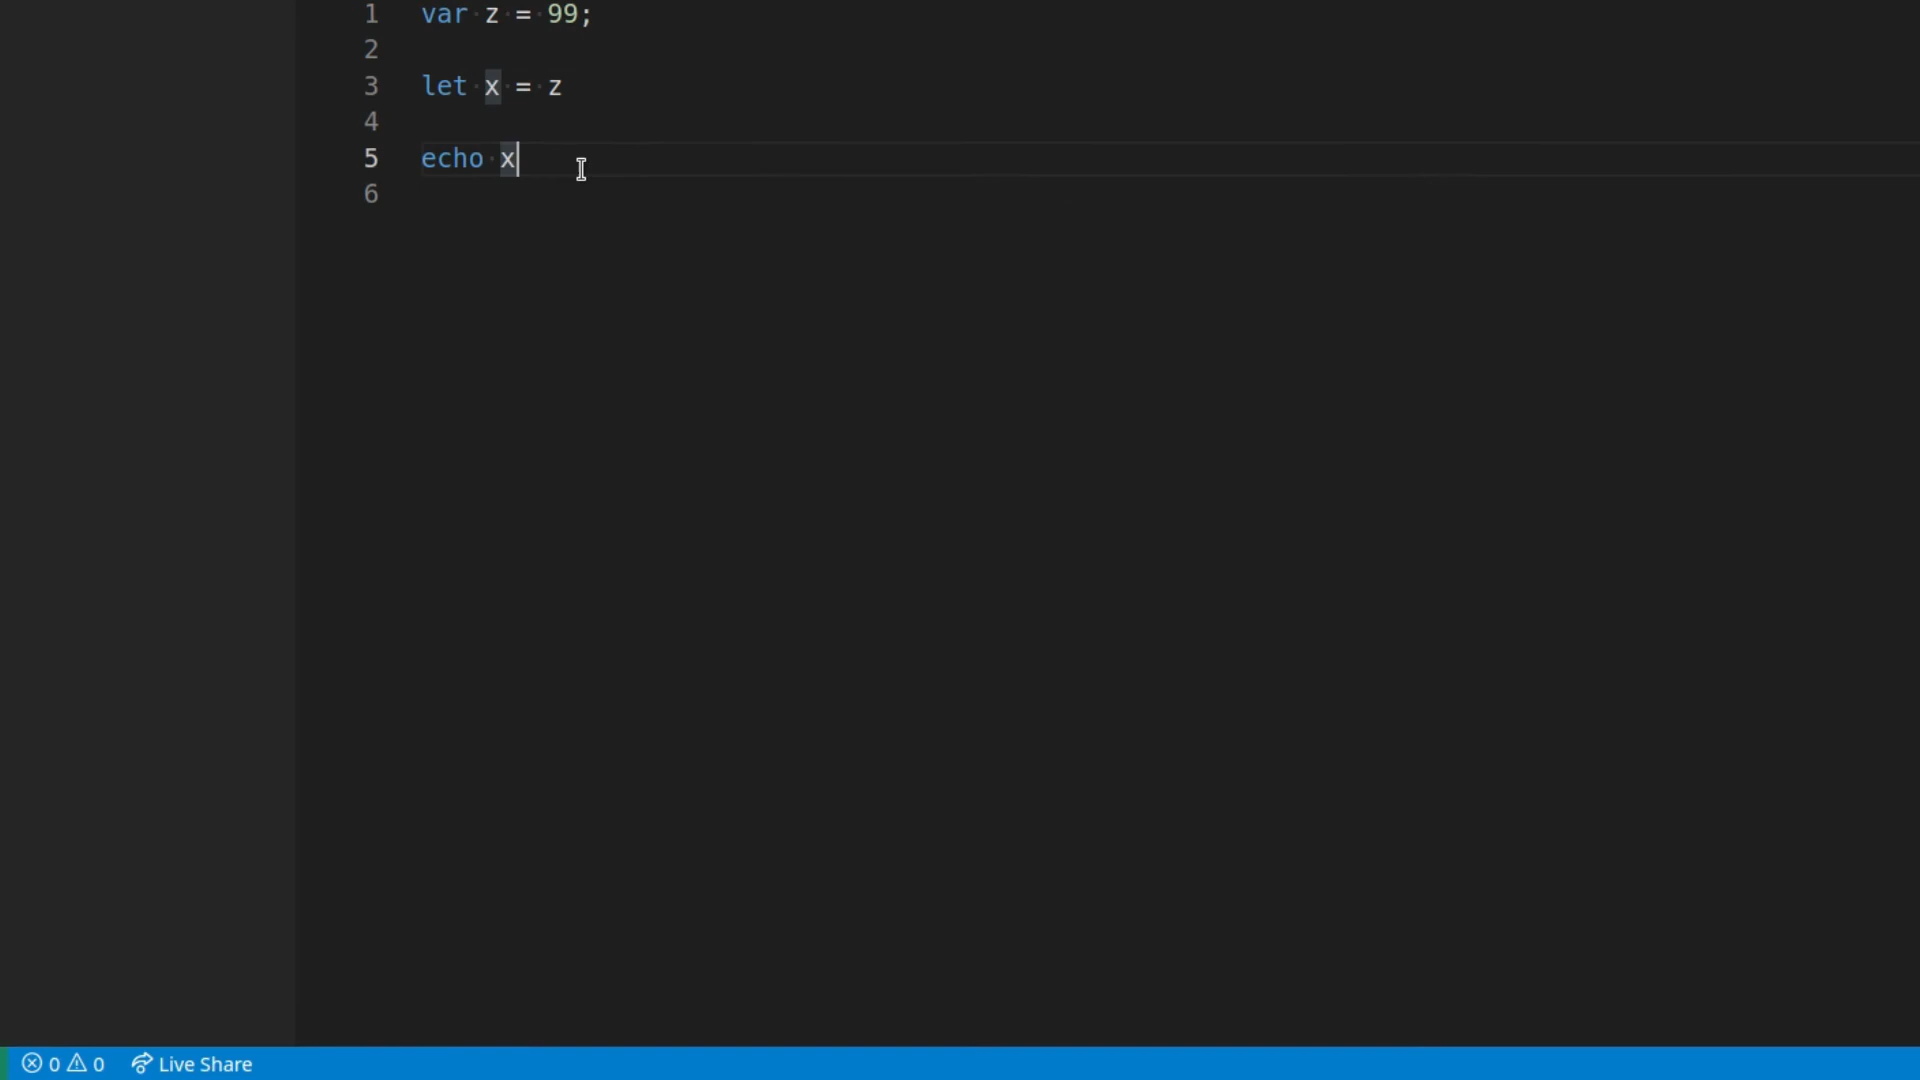 1 var z = 99;
2
3 let x = z
4
5 echo x
6
0 0 Live Share